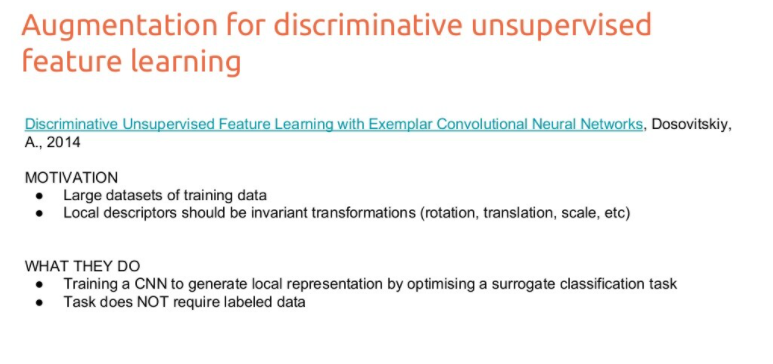 Augmentation for discriminative unsupervised
feature learning
Discriminative Unsupervised Feature Learning with Exemplar Convolutional Neural Networks, Dosovitskiy,
A., 2014
MOTIVATION
● Large datasets of training data
● Local descriptors should be invariant transformations (rotation, translation, scale, etc)
WHAT THEY DO
● Training a CNN to generate local representation by optimising a surrogate classification task
● Task does NOT require labeled data